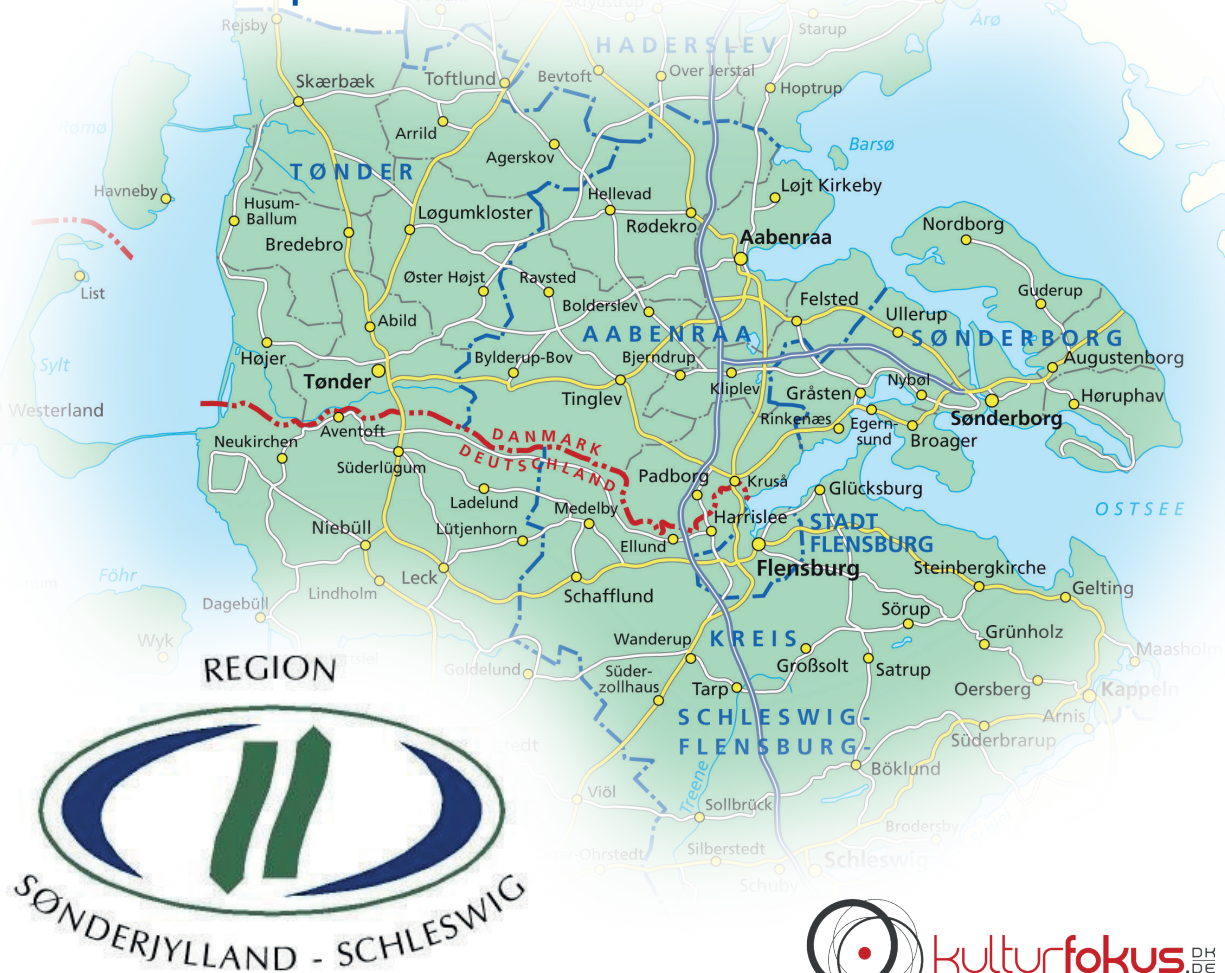 Rejsby
Skydstrup
Årø
Starup
HADERSLEV
Skærbæk
Toftlund
Bevtoft
Over Jerstal
Hoptrup
Rømø
Arrild
Agerskov
Barsø
TØNDER
Havneby
Husum-
Ballum
Hellevad
Løjt Kirkeby
Løgumkloster
Rødekro
Nordborg
Bredebro
Aabenraa
List
Øster Højst
Ravsted
Bolderslev
Felsted
Guderup
Abild
Ullerup
AABENRAA
SØNDERBORG
Højer
Sylt
Bylderup-Bov
Bjerndrup
Augustenborg
Tønder
Tinglev
Kliplev
Gråsten
Nybøl
Høruphav
Westerland
Rinkenæs
Egern-
sund
Sønderborg
Aventoft
Broager
Neukirchen
DANMARK
DEUTSCHLAND
Süderlügum
Padborg
Kruså
Ladelund
Glücksburg
OSTSEE
Medelby
Harrislee
STADT
FLENSBURG
Niebüll
Lütjenhorn
Ellund
Flensburg
Steinbergkirche
Föhr
Leck
Lindholm
Schafflund
Gelting
Dagebüll
Sörup
Wyk
Wanderup
KREIS
Grünholz
Großsolt
Satrup
Maasholm
Goldelund
Süder-
zollhaus
Tarp
Oersberg
Kappeln
REGION
SCHLESWIG-
FLENSBURG-
Arnis
Süderbrarup
Böklund
Treene
Viöl
Sollbrück
Brodersby
Silberstedt
Schleswig
Schuby
SØNDERJYLLAND - SCHLESWIG
kulturfokus DK
DE